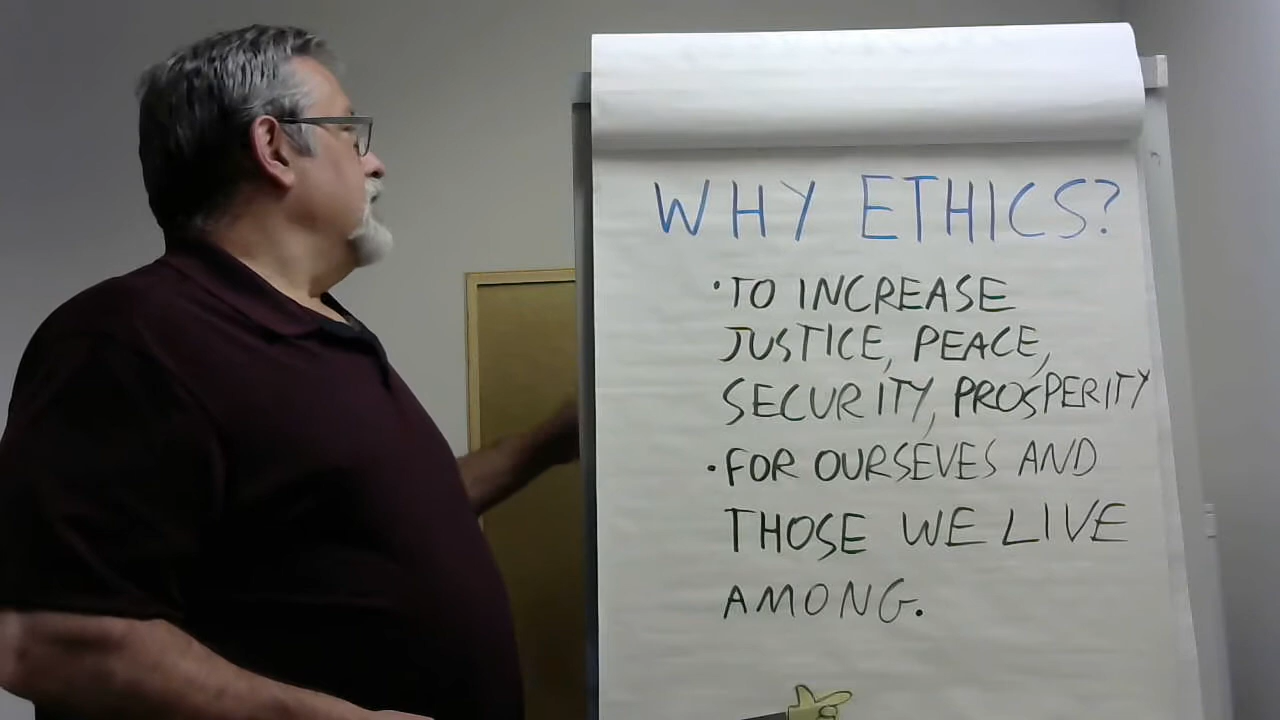 WHY ETHICS?
·TO INCREASE
JUSTICE, PEACE,
SECURITY, PROSPERITY
·FOR OURSEVES AND
THOSE WE LIVE
AMONG.